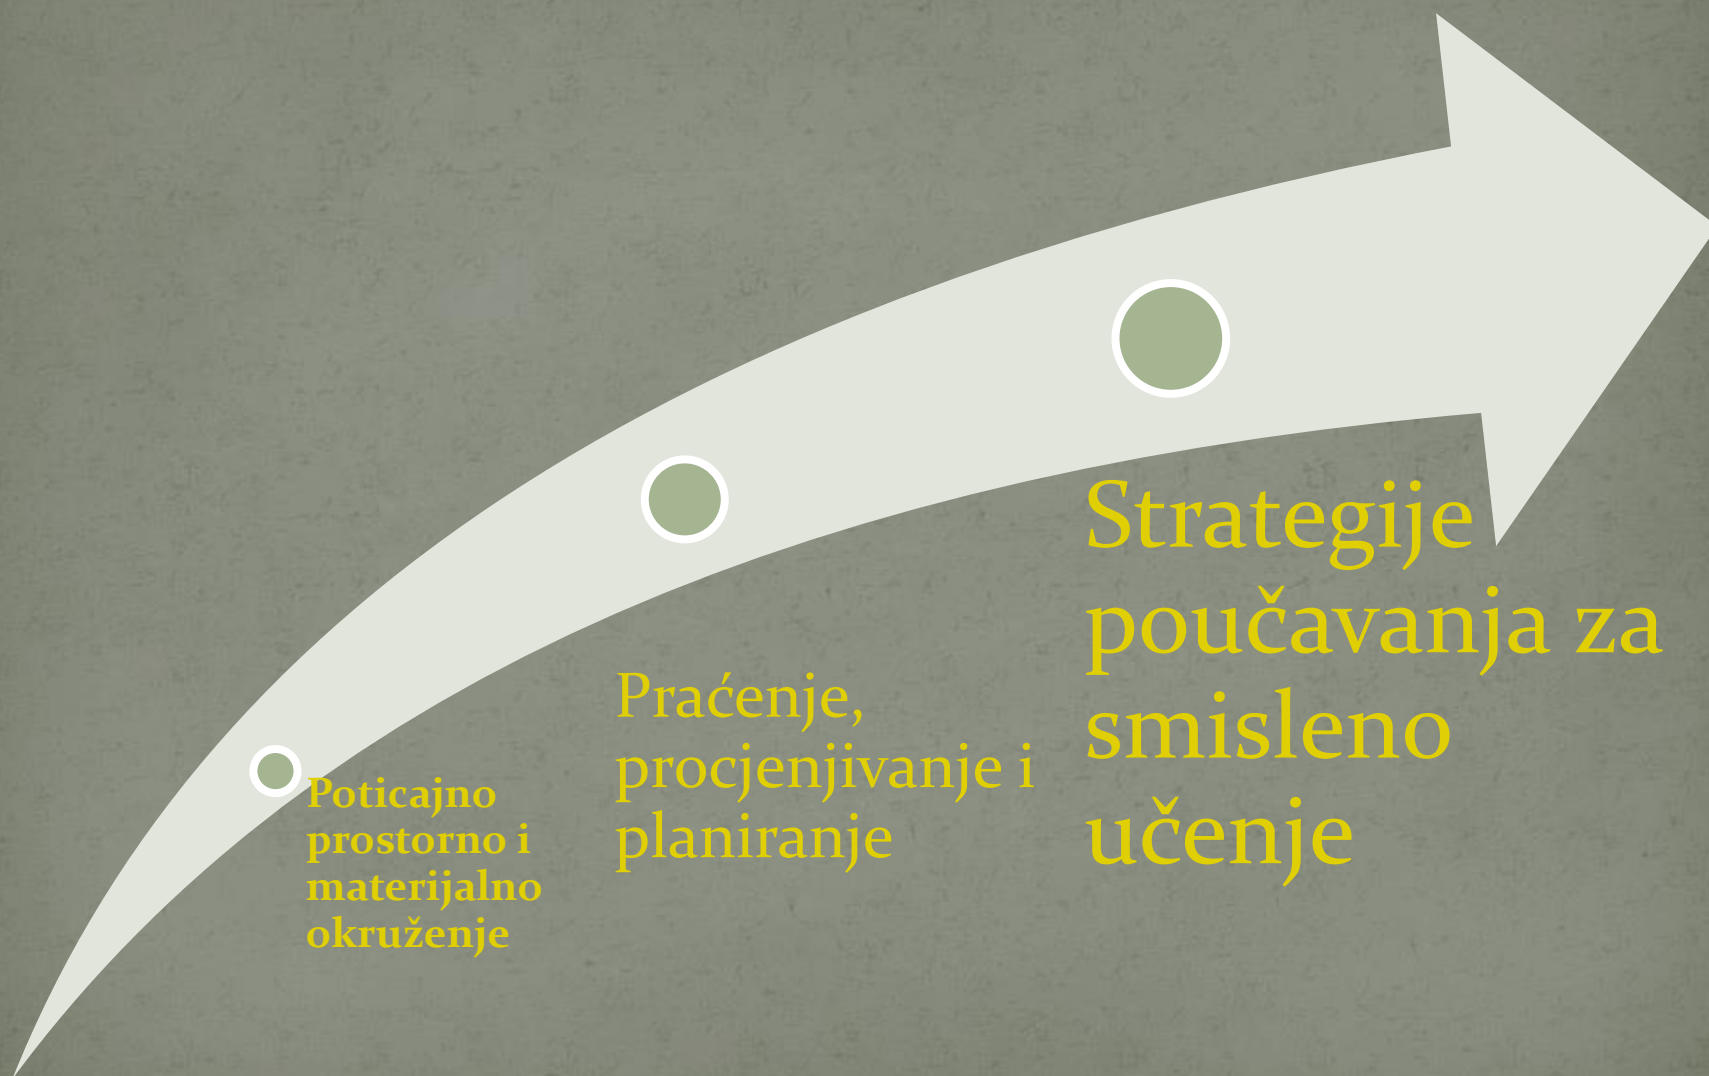 Poticajno
prostorno i
materijalno
okruženje
Praćenje,
procjenjivanje i
planiranje
Strategije
poučavanja za
smisleno
učenje